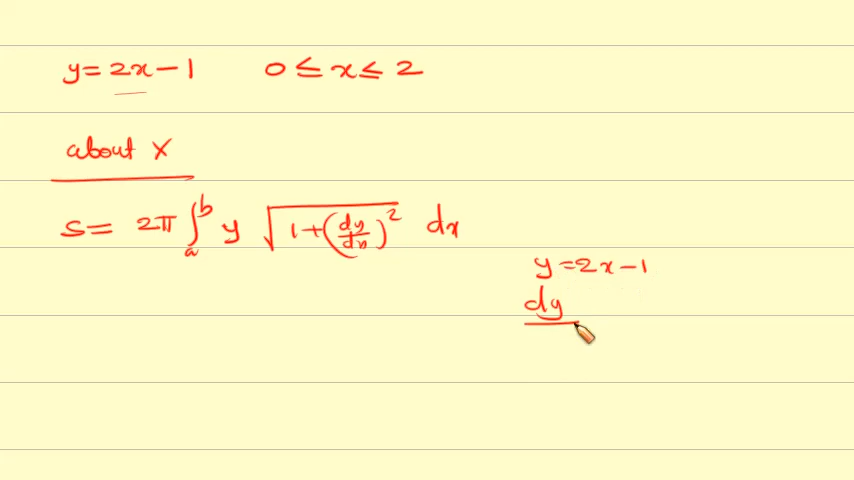 y = 2x − 1   0 ≤ x ≤ 2
about X
S = 2π ∫_a^b y √(1 + (dy/dx)²) dx
y = 2x − 1
dy